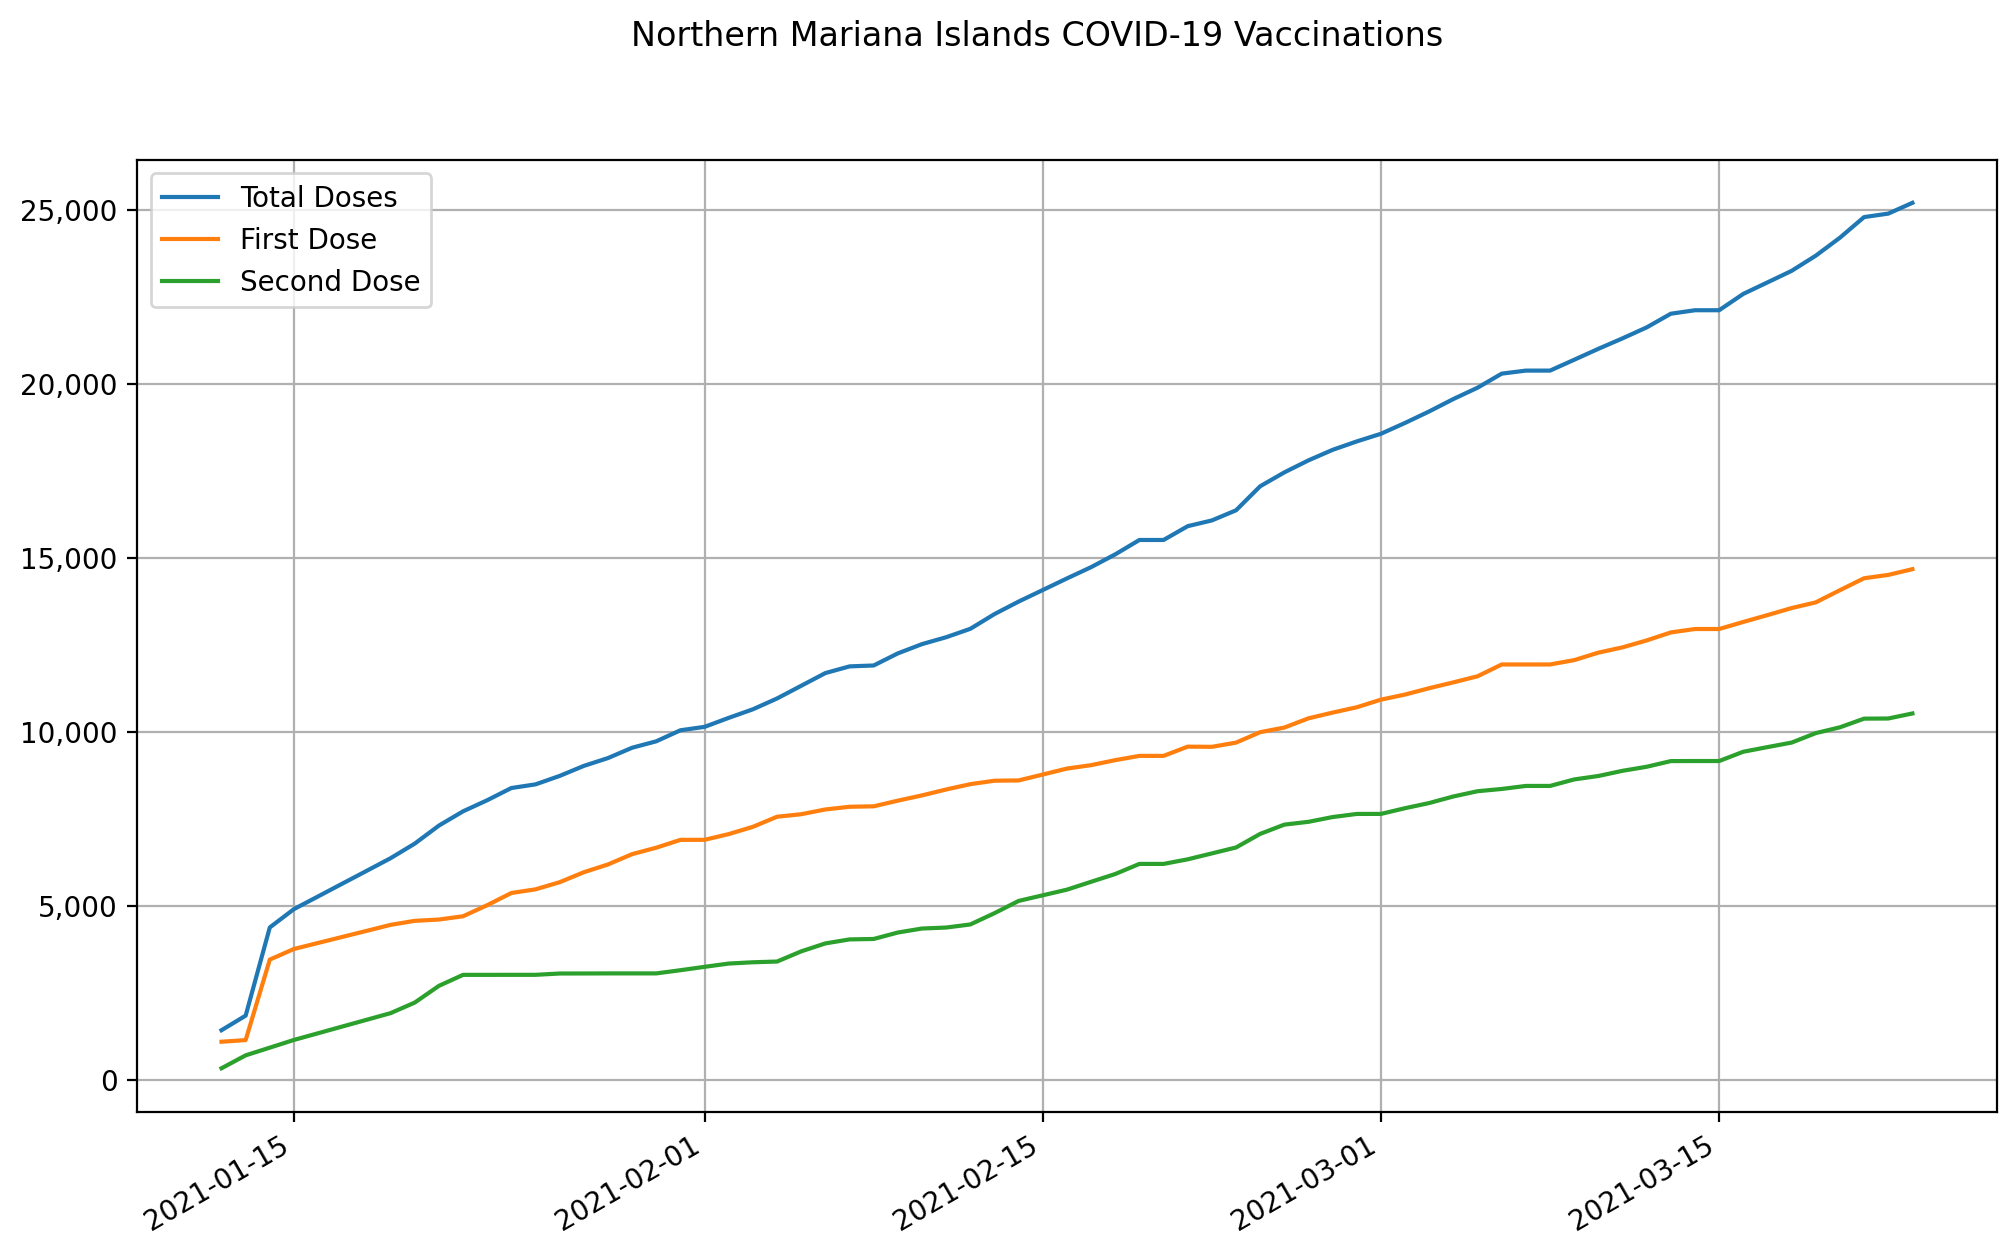 Northern Mariana Islands COVID-19 Vaccinations
Total Doses
First Dose
Second Dose
25,000
20,000
15,000
10,000
5,000
0
2021-01-15
2021-02-01
2021-02-15
2021-03-01
2021-03-15